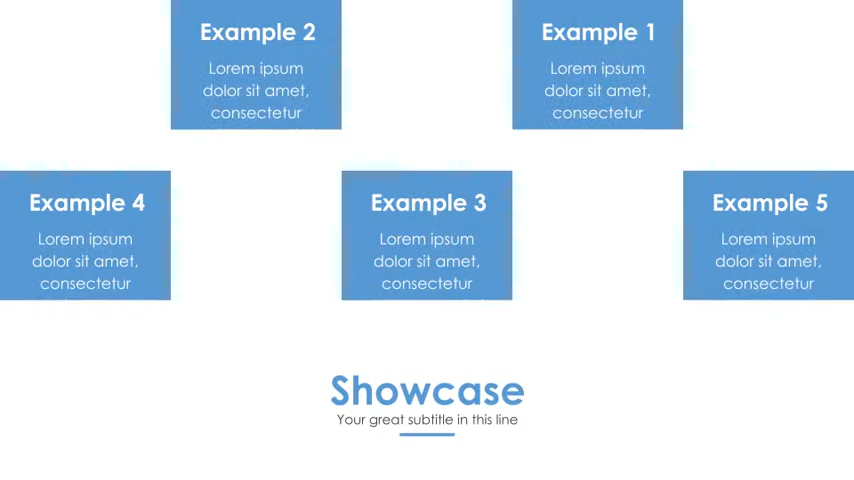 Example 2
Lorem ipsum
dolor sit amet,
consectetur
Example 1
Lorem ipsum
dolor sit amet,
consectetur
Example 4
Lorem ipsum
dolor sit amet,
consectetur
Example 3
Lorem ipsum
dolor sit amet,
consectetur
Example 5
Lorem ipsum
dolor sit amet,
consectetur
Showcase
Your great subtitle in this line